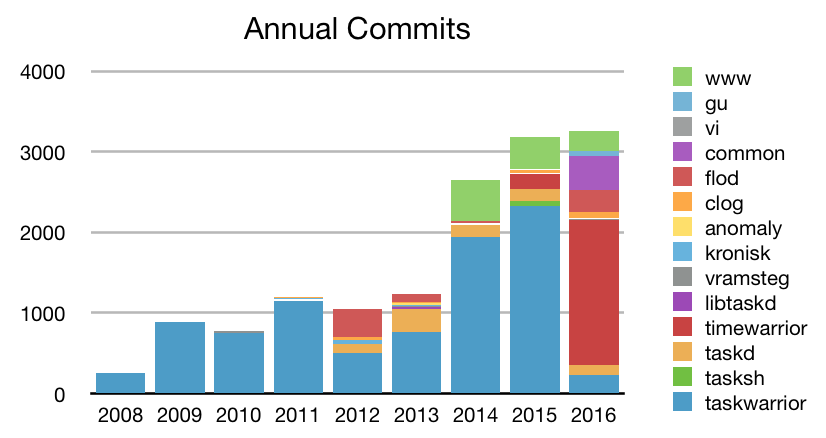 Annual Commits
4000
3000
2000
1000
0
2008 2009 2010 2011 2012 2013 2014 2015 2016
www
gu
vi
common
flod
clog
anomaly
kronisk
vramsteg
libtaskd
timewarrior
taskd
tasksh
taskwarrior